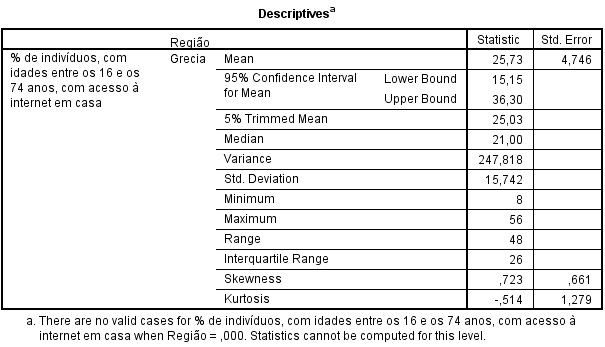 Descriptivesa
Região Statistic Std. Error
% de indivíduos, com Grecia Mean 25,73 4,746
idades entre os 16 e os 95% Confidence Interval Lower Bound 15,15
74 anos, com acesso à for Mean Upper Bound 36,30
internet em casa 5% Trimmed Mean 25,03
Median 21,00
Variance 247,818
Std. Deviation 15,742
Minimum 8
Maximum 56
Range 48
Interquartile Range 26
Skewness ,723 ,661
Kurtosis -,514 1,279
a. There are no valid cases for % de indivíduos, com idades entre os 16 e os 74 anos, com acesso à
internet em casa when Região = ,000. Statistics cannot be computed for this level.